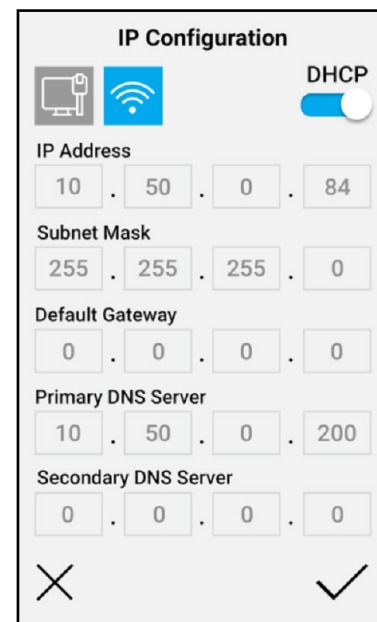 IP Configuration
DHCP
IP Address
10 . 50 . 0 . 84
Subnet Mask
255 . 255 . 255 . 0
Default Gateway
0 . 0 . 0 . 0
Primary DNS Server
10 . 50 . 0 . 200
Secondary DNS Server
0 . 0 . 0 . 0